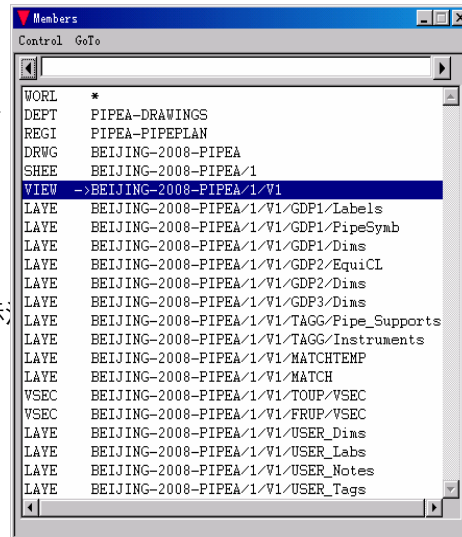 Members
Control GoTo
WORL *
DEPT PIPEA-DRAWINGS
REGI PIPEA-PIPEPLAN
DRWG BEIJING-2008-PIPEA
SHEE BEIJING-2008-PIPEA/1
VIEW ->BEIJING-2008-PIPEA/1/V1
LAYE BEIJING-2008-PIPEA/1/V1/GDP1/Labels
LAYE BEIJING-2008-PIPEA/1/V1/GDP1/PipeSymb
LAYE BEIJING-2008-PIPEA/1/V1/GDP1/Dims
LAYE BEIJING-2008-PIPEA/1/V1/GDP2/EquiCL
LAYE BEIJING-2008-PIPEA/1/V1/GDP2/Dims
LAYE BEIJING-2008-PIPEA/1/V1/GDP3/Dims
LAYE BEIJING-2008-PIPEA/1/V1/TAGG/Pipe_Supports
LAYE BEIJING-2008-PIPEA/1/V1/TAGG/Instruments
LAYE BEIJING-2008-PIPEA/1/V1/MATCHTEMP
LAYE BEIJING-2008-PIPEA/1/V1/MATCH
VSEC BEIJING-2008-PIPEA/1/V1/TOUP/VSEC
VSEC BEIJING-2008-PIPEA/1/V1/FRUP/VSEC
LAYE BEIJING-2008-PIPEA/1/V1/USER_Dims
LAYE BEIJING-2008-PIPEA/1/V1/USER_Labs
LAYE BEIJING-2008-PIPEA/1/V1/USER_Notes
LAYE BEIJING-2008-PIPEA/1/V1/USER_Tags